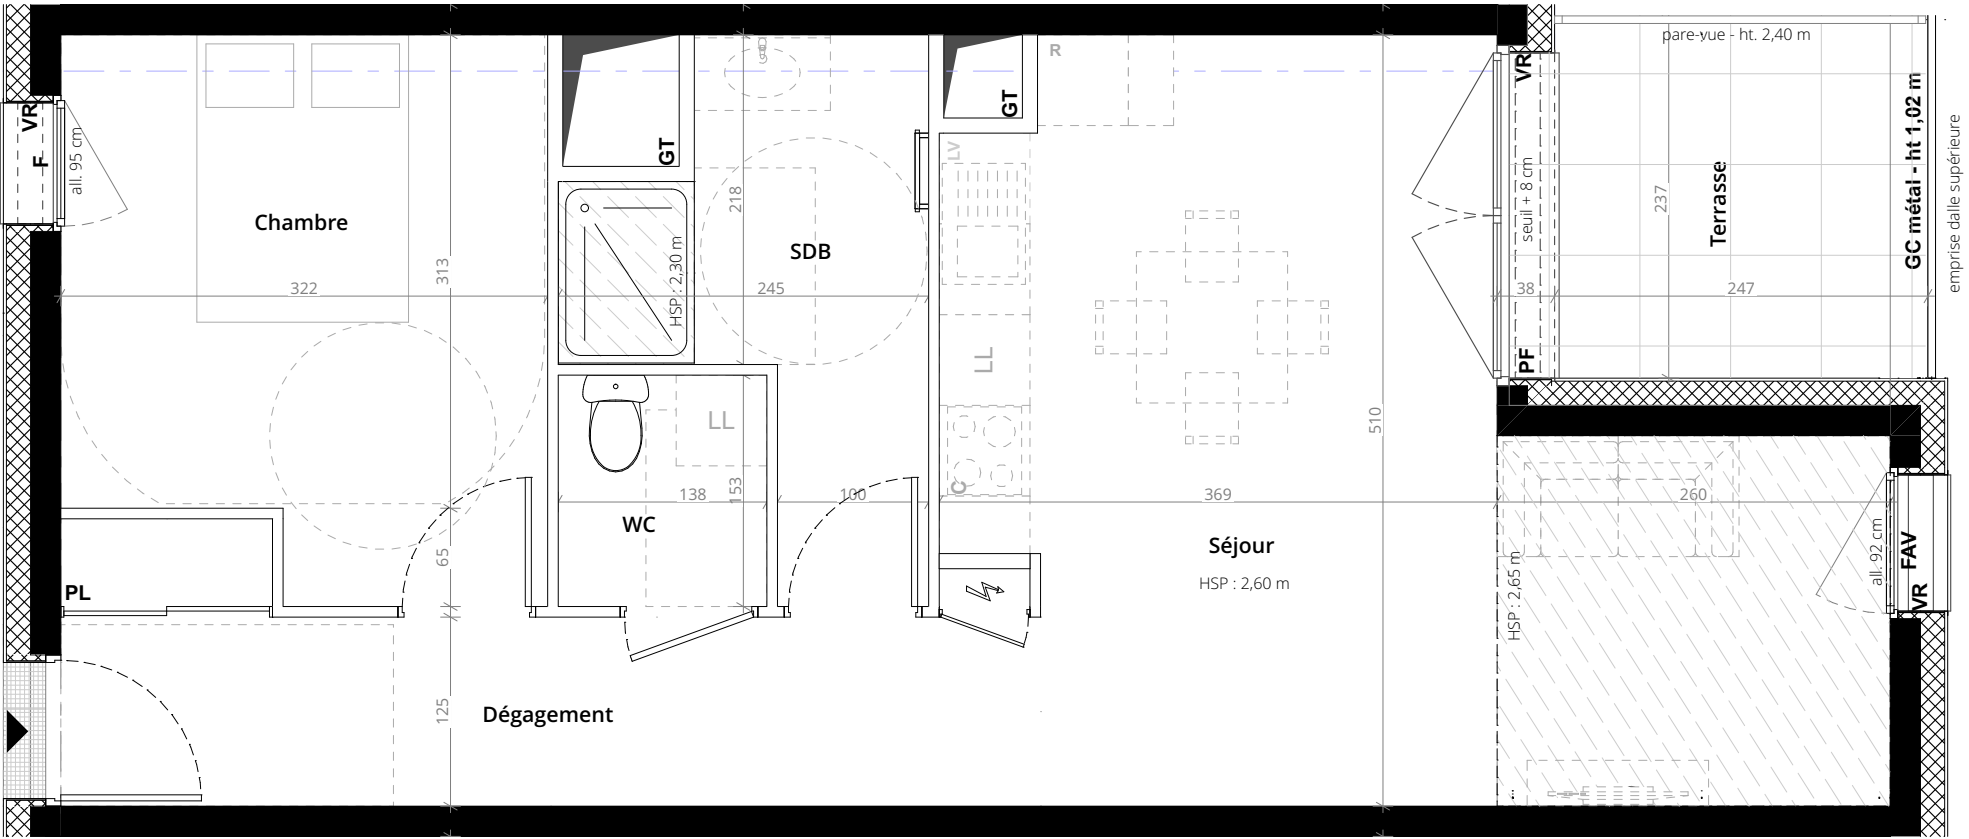 pare-vue - ht. 2,40 m
R
VR
VR
F
all. 95 cm
GT
GT
LV
GC métal - ht 1,02 m
emprise dalle supérieure
Terrasse
seuil + 8 cm
237
218
Chambre
SDB
HSP : 2,30 m
313
322
245
38
247
PF
LL
LL
510
138
153
100
C
369
260
WC
Séjour
HSP : 2,60 m
HSP : 2,65 m
all. 92 cm
FAV
VR
65
PL
125
Dégagement